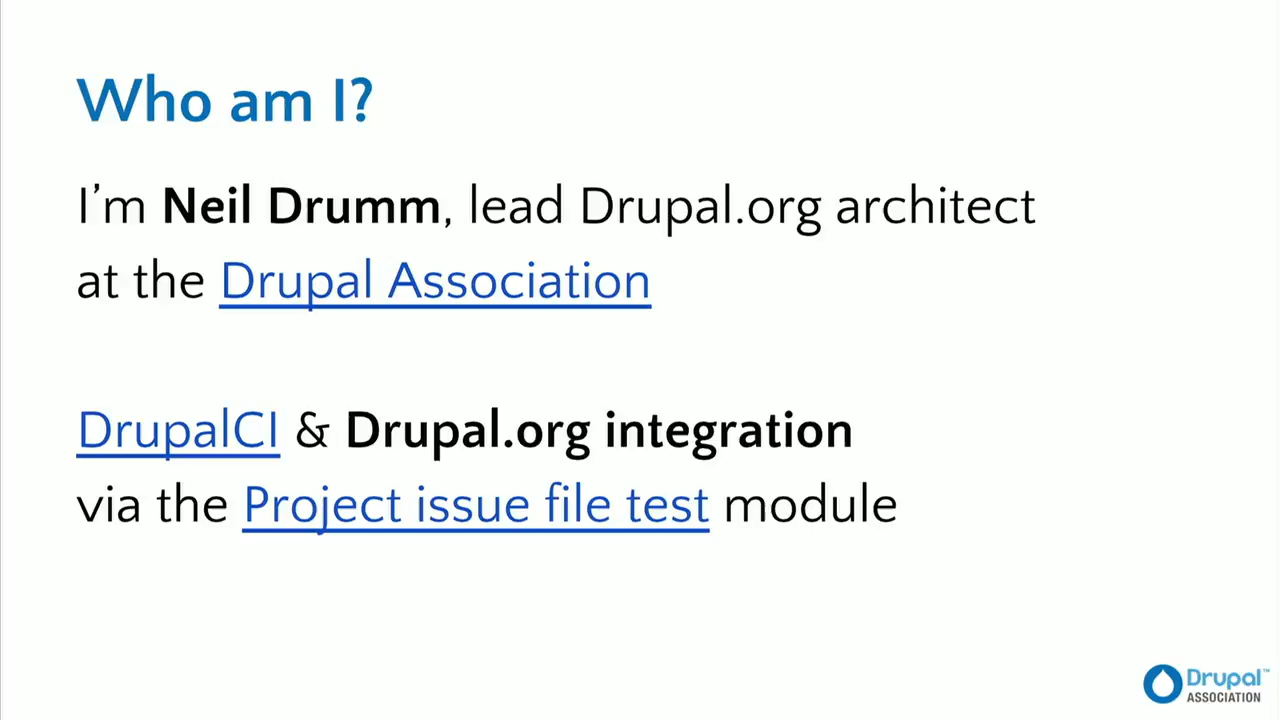 Who am I?
I'm Neil Drumm, lead Drupal.org architect
at the Drupal Association
DrupalCI & Drupal.org integration
via the Project issue file test module
Drupal™
ASSOCIATION